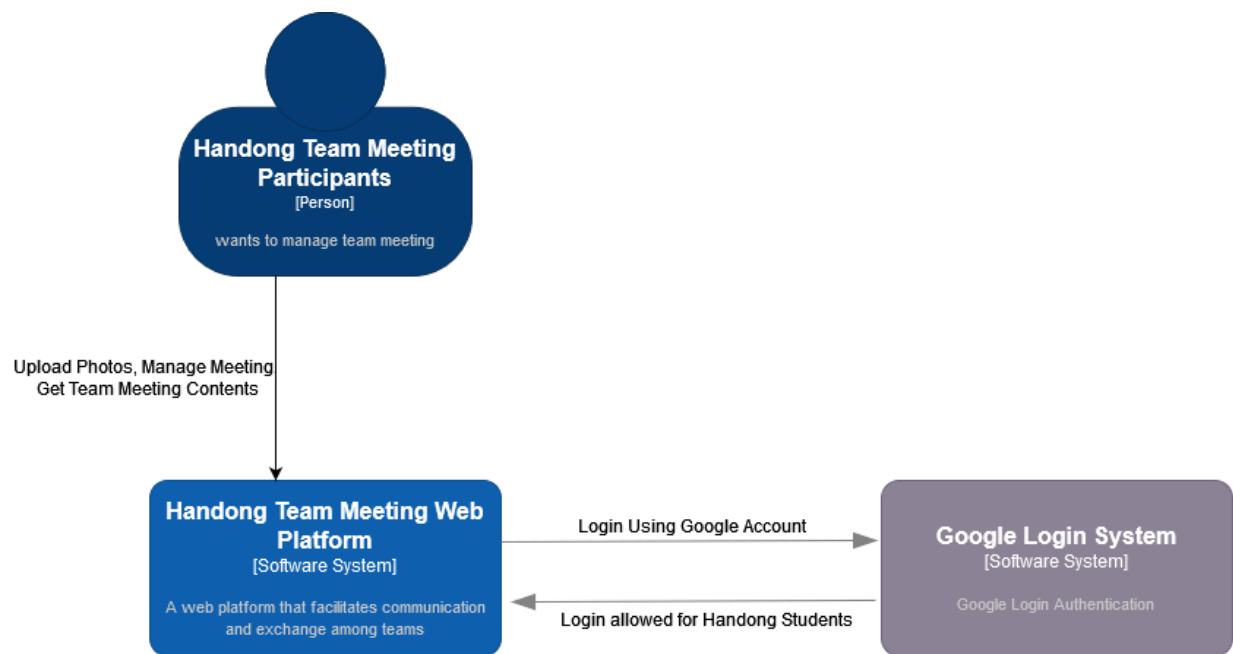 Handong Team Meeting
Participants
[Person]
wants to manage team meeting
Upload Photos, Manage Meeting
Get Team Meeting Contents
Handong Team Meeting Web
Platform
[Software System]
A web platform that facilitates communication
and exchange among teams
Login Using Google Account
Login allowed for Handong Students
Google Login System
[Software System]
Google Login Authentication